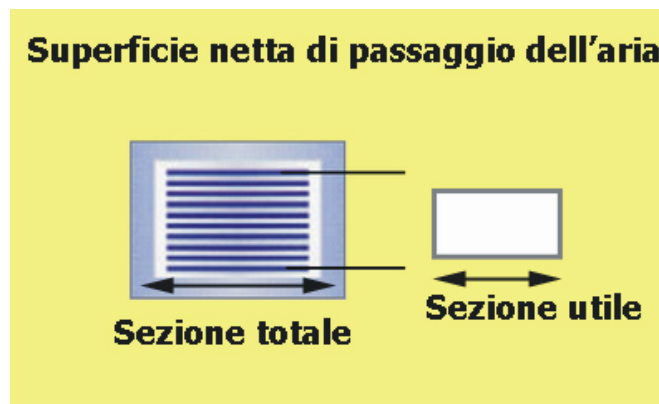 Superficie netta di passaggio dell'aria
Sezione utile
Sezione totale